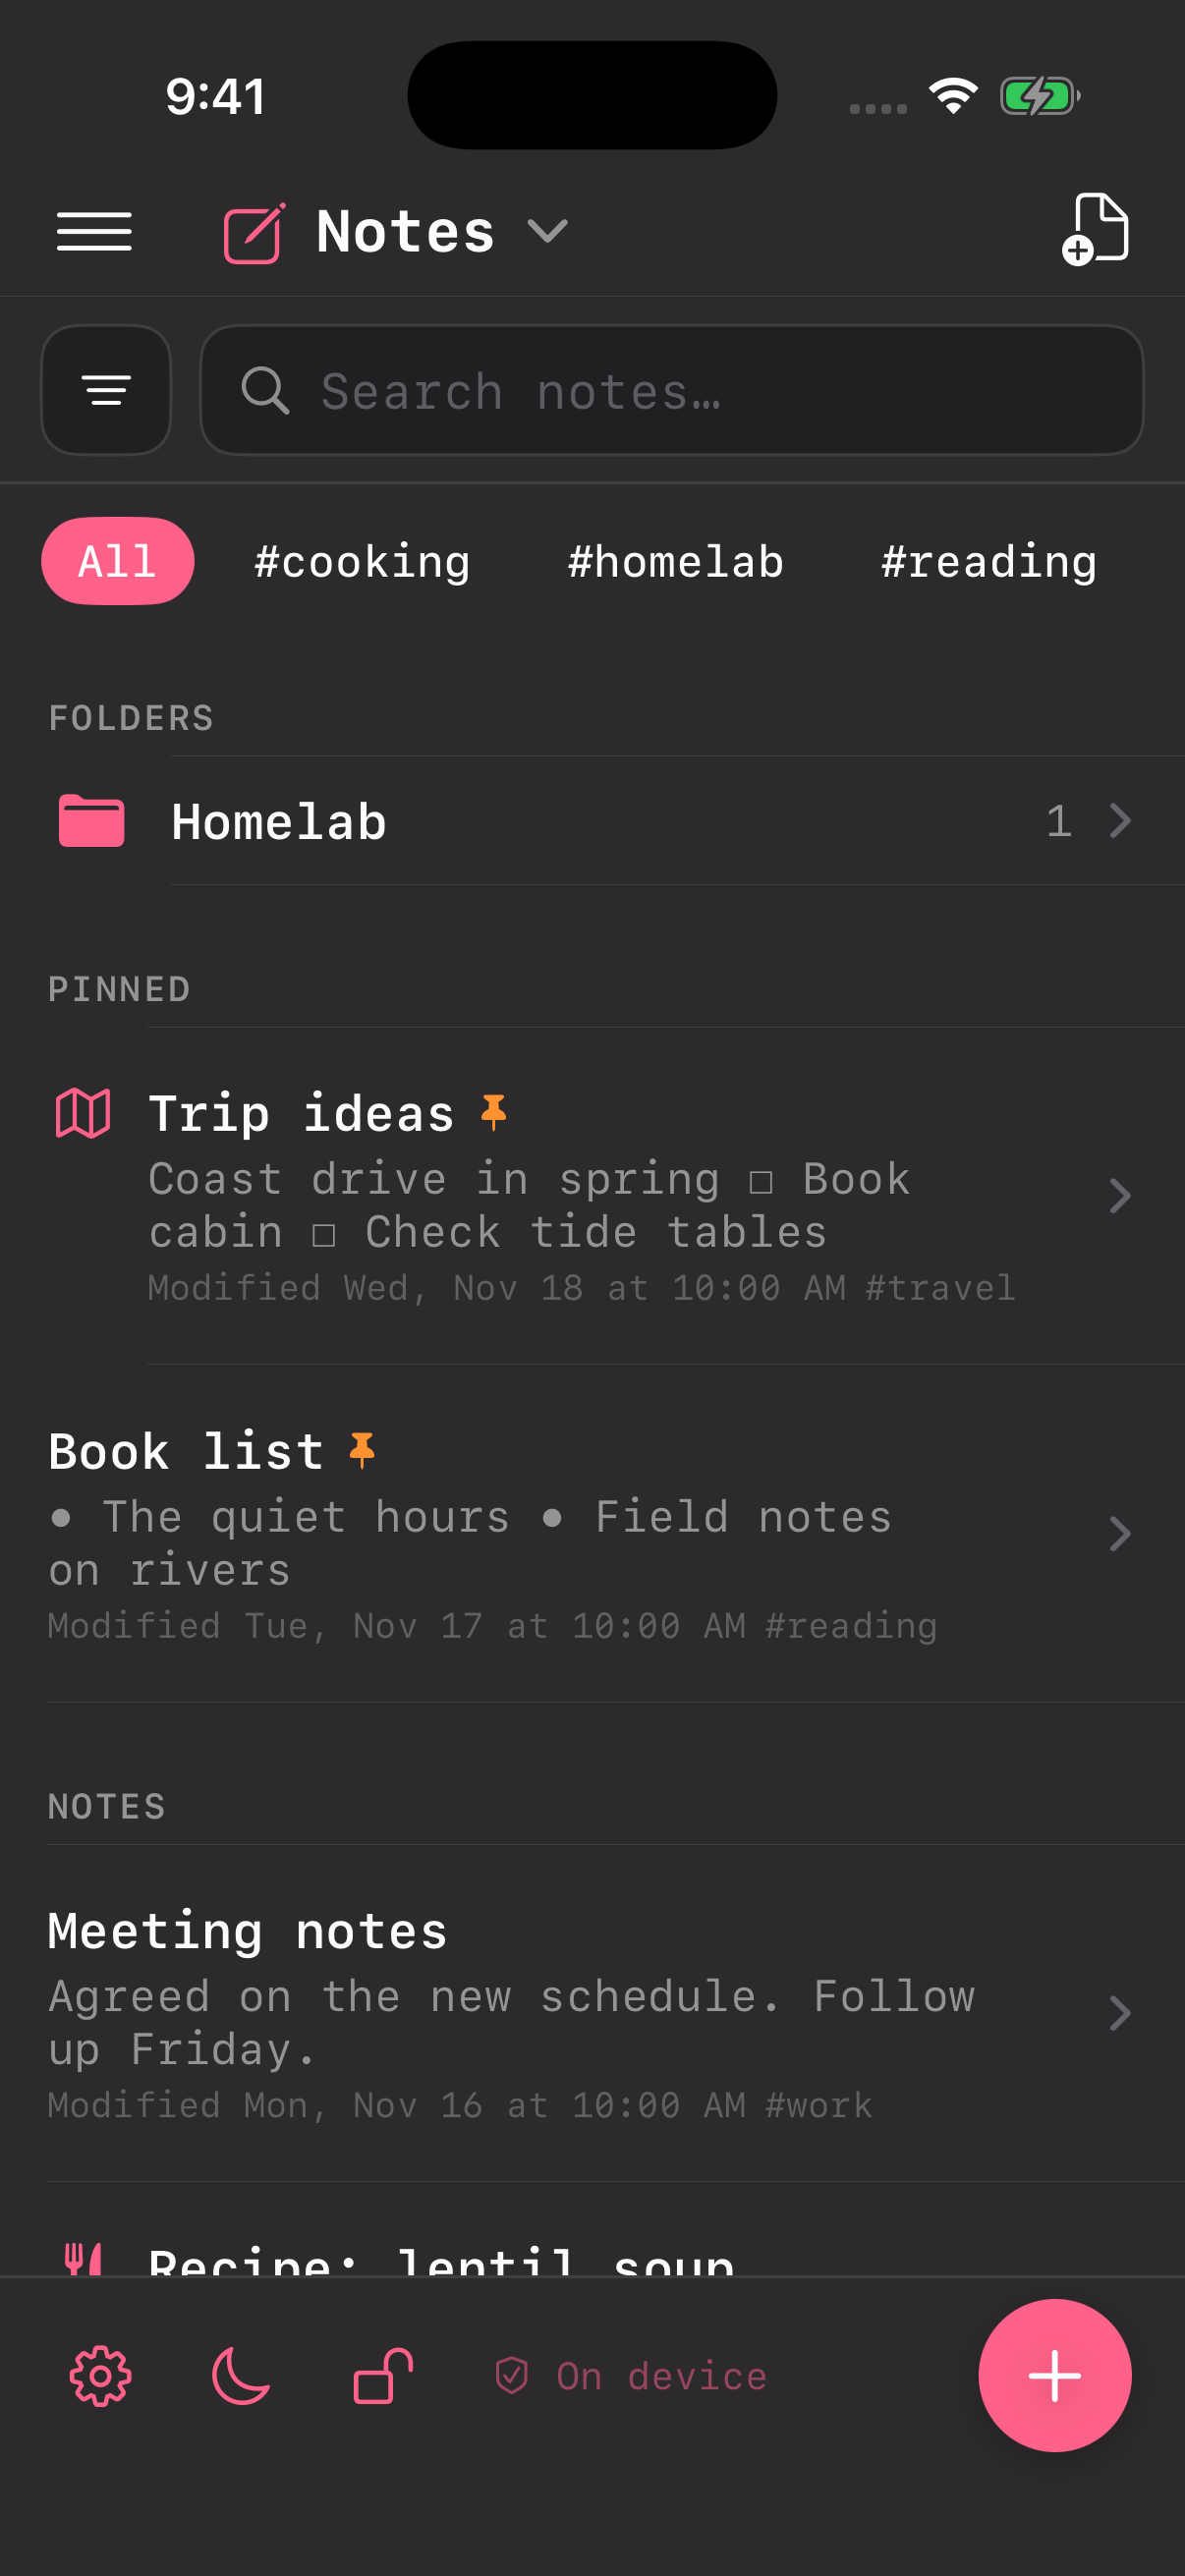 9:41
Notes
Search notes…
All #cooking #homelab #reading
FOLDERS
Homelab 1
PINNED
Trip ideas
Coast drive in spring ☐ Book
cabin ☐ Check tide tables
Modified Wed, Nov 18 at 10:00 AM #travel
Book list
• The quiet hours • Field notes
on rivers
Modified Tue, Nov 17 at 10:00 AM #reading
NOTES
Meeting notes
Agreed on the new schedule. Follow
up Friday.
Modified Mon, Nov 16 at 10:00 AM #work
Recipe: lentil soup
On device